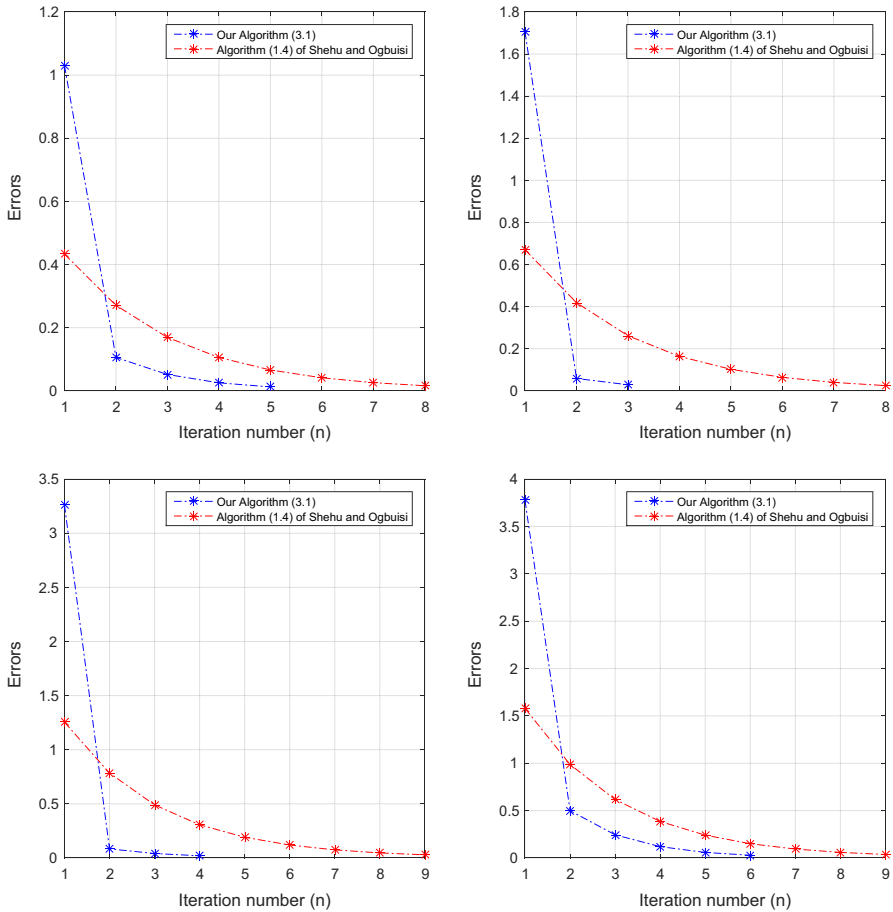 1.2
1
0.8
0.6
0.4
0.2
0
Errors
Our Algorithm (3.1)
Algorithm (1.4) of Shehu and Ogbuisi
1 2 3 4 5 6 7 8
Iteration number (n)
1.8
1.6
1.4
1.2
1
0.8
0.6
0.4
0.2
0
Errors
Our Algorithm (3.1)
Algorithm (1.4) of Shehu and Ogbuisi
1 2 3 4 5 6 7 8
Iteration number (n)
3.5
3
2.5
2
1.5
1
0.5
0
Errors
Our Algorithm (3.1)
Algorithm (1.4) of Shehu and Ogbuisi
1 2 3 4 5 6 7 8 9
Iteration number (n)
4
3.5
3
2.5
2
1.5
1
0.5
0
Errors
Our Algorithm (3.1)
Algorithm (1.4) of Shehu and Ogbuisi
1 2 3 4 5 6 7 8 9
Iteration number (n)